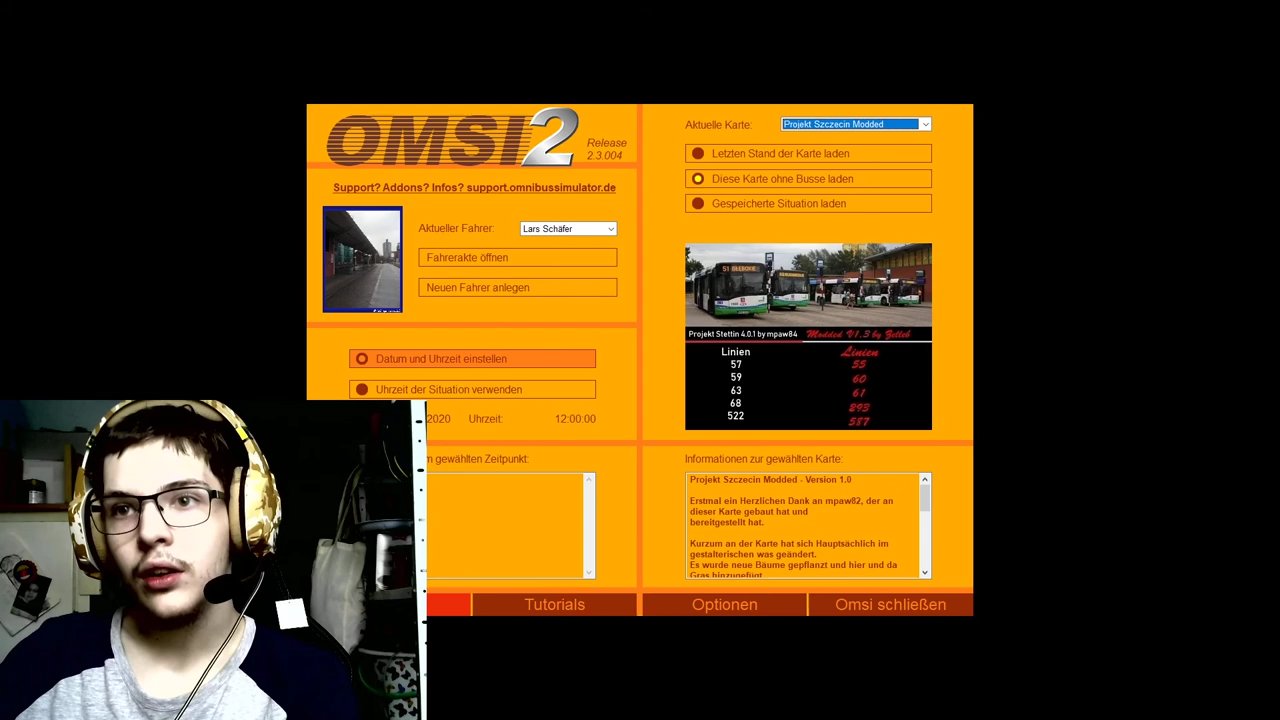 OMSI 2
Release
2.3.004
Support? Addons? Infos? support.omnibussimulator.de
Aktueller Fahrer:
Lars Schäfer
Fahrerakte öffnen
Neuen Fahrer anlegen
Datum und Uhrzeit einstellen
Uhrzeit der Situation verwenden
2020
Uhrzeit:
12:00:00
gewählten Zeitpunkt:
Tutorials
Aktuelle Karte:
Projekt Szczecin Modded
Letzten Stand der Karte laden
Diese Karte ohne Busse laden
Gespeicherte Situation laden
Projekt Stettin 4.0.1 by mpaw84
Modded V1.3 by Zelleb
Linien
57
59
63
68
522
Linien
55
60
61
293
587
Informationen zur gewählten Karte:
Projekt Szczecin Modded - Version 1.0
Erstmal ein Herzlichen Dank an mpaw82, der an
dieser Karte gebaut hat und
bereitgestellt hat.
Kurzum an der Karte hat sich Hauptsächlich im
gestalterischen was geändert.
Es wurde neue Bäume gepflanzt und hier und da
Gras hinzugefügt
Optionen
Omsi schließen